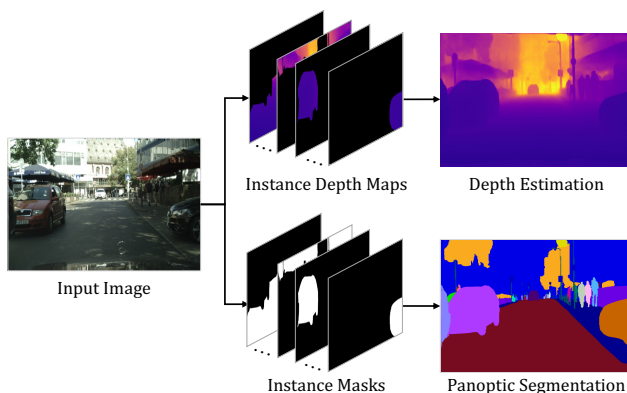 Instance Depth Maps
Depth Estimation
Input Image
Instance Masks
Panoptic Segmentation